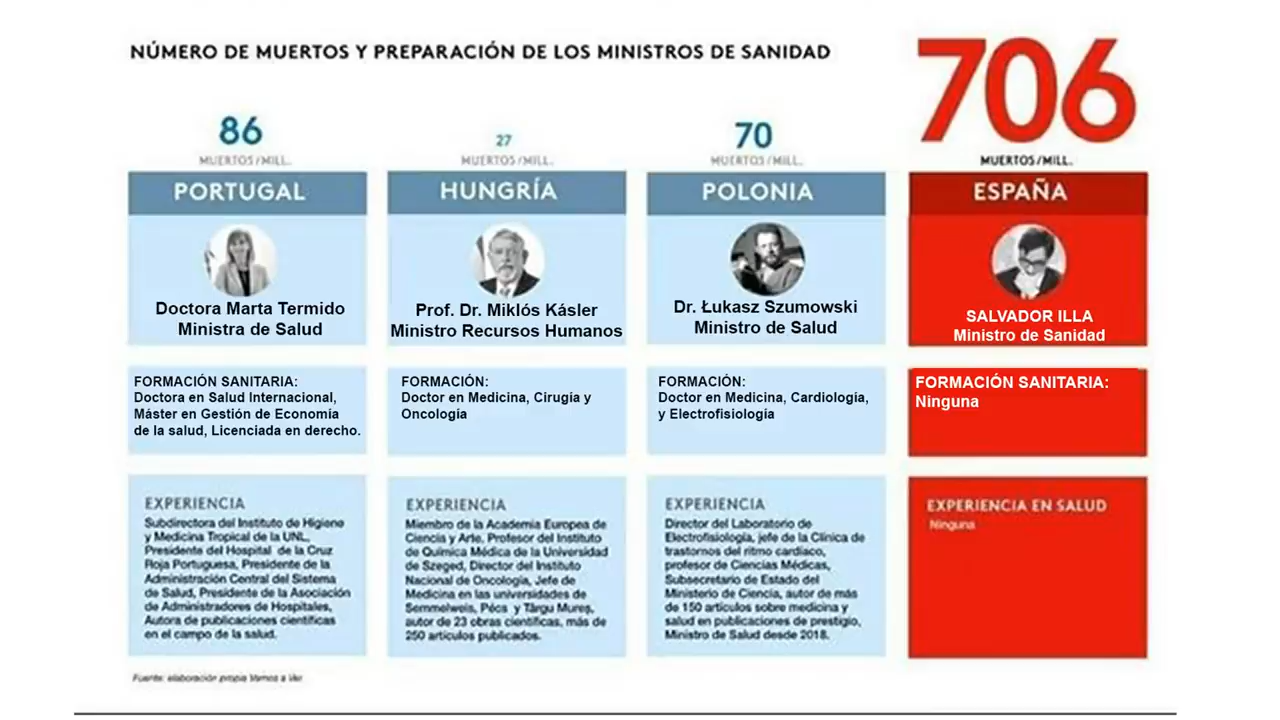 NÚMERO DE MUERTOS Y PREPARACIÓN DE LOS MINISTROS DE SANIDAD
86
MUERTOS/MILL.
PORTUGAL
Doctora Marta Termido
Ministra de Salud
FORMACIÓN SANITARIA:
Doctora en Salud Internacional,
Máster en Gestión de Economía
de la salud, Licenciada en derecho.
EXPERIENCIA
Subdirectora del Instituto de Higiene
y Medicina Tropical de la UNL,
Presidente del Hospital de la Cruz
Roja Portuguesa, Presidente de la
Administración Central del Sistema
de Salud, Presidente de la Asociación
de Administradores de Hospitales,
Autora de publicaciones científicas
en el campo de la salud.
27
MUERTOS/MILL.
HUNGRÍA
Prof. Dr. Miklós Kásler
Ministro Recursos Humanos
FORMACIÓN:
Doctor en Medicina, Cirugía y
Oncología
EXPERIENCIA
Miembro de la Academia Europea de
Ciencia y Arte, Profesor del Instituto
de Química Médica de la Universidad
de Szeged, Director del Instituto
Nacional de Oncología, Jefe de
Medicina en las universidades de
Semmelweis, Pécs y Târgu Mureş,
autor de 23 obras científicas, más de
250 artículos publicados.
70
MUERTOS/MILL.
POLONIA
Dr. Łukasz Szumowski
Ministro de Salud
FORMACIÓN:
Doctor en Medicina, Cardiología,
y Electrofisiología
EXPERIENCIA
Director del Laboratorio de
Electrofisiología, jefe de la Clínica de
trastornos del ritmo cardíaco,
profesor de Ciencias Médicas,
Subsecretario de Estado del
Ministerio de Ciencia, autor de más
de 150 artículos sobre medicina y
salud en publicaciones de prestigio,
Ministro de Salud desde 2018.
706
MUERTOS/MILL.
ESPAÑA
SALVADOR ILLA
Ministro de Sanidad
FORMACIÓN SANITARIA:
Ninguna
EXPERIENCIA EN SALUD
Ninguna
Fuente: elaboración propia Vamos a Ver.